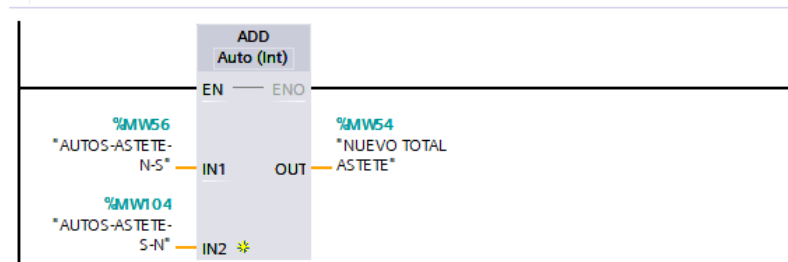 ADD
Auto (Int)
EN
ENO
%MW56
"AUTOS-ASTETE-
N-S"
IN1
%MW54
"NUEVO TOTAL
ASTETE"
OUT
%MW104
"AUTOS-ASTETE-
S-N"
IN2